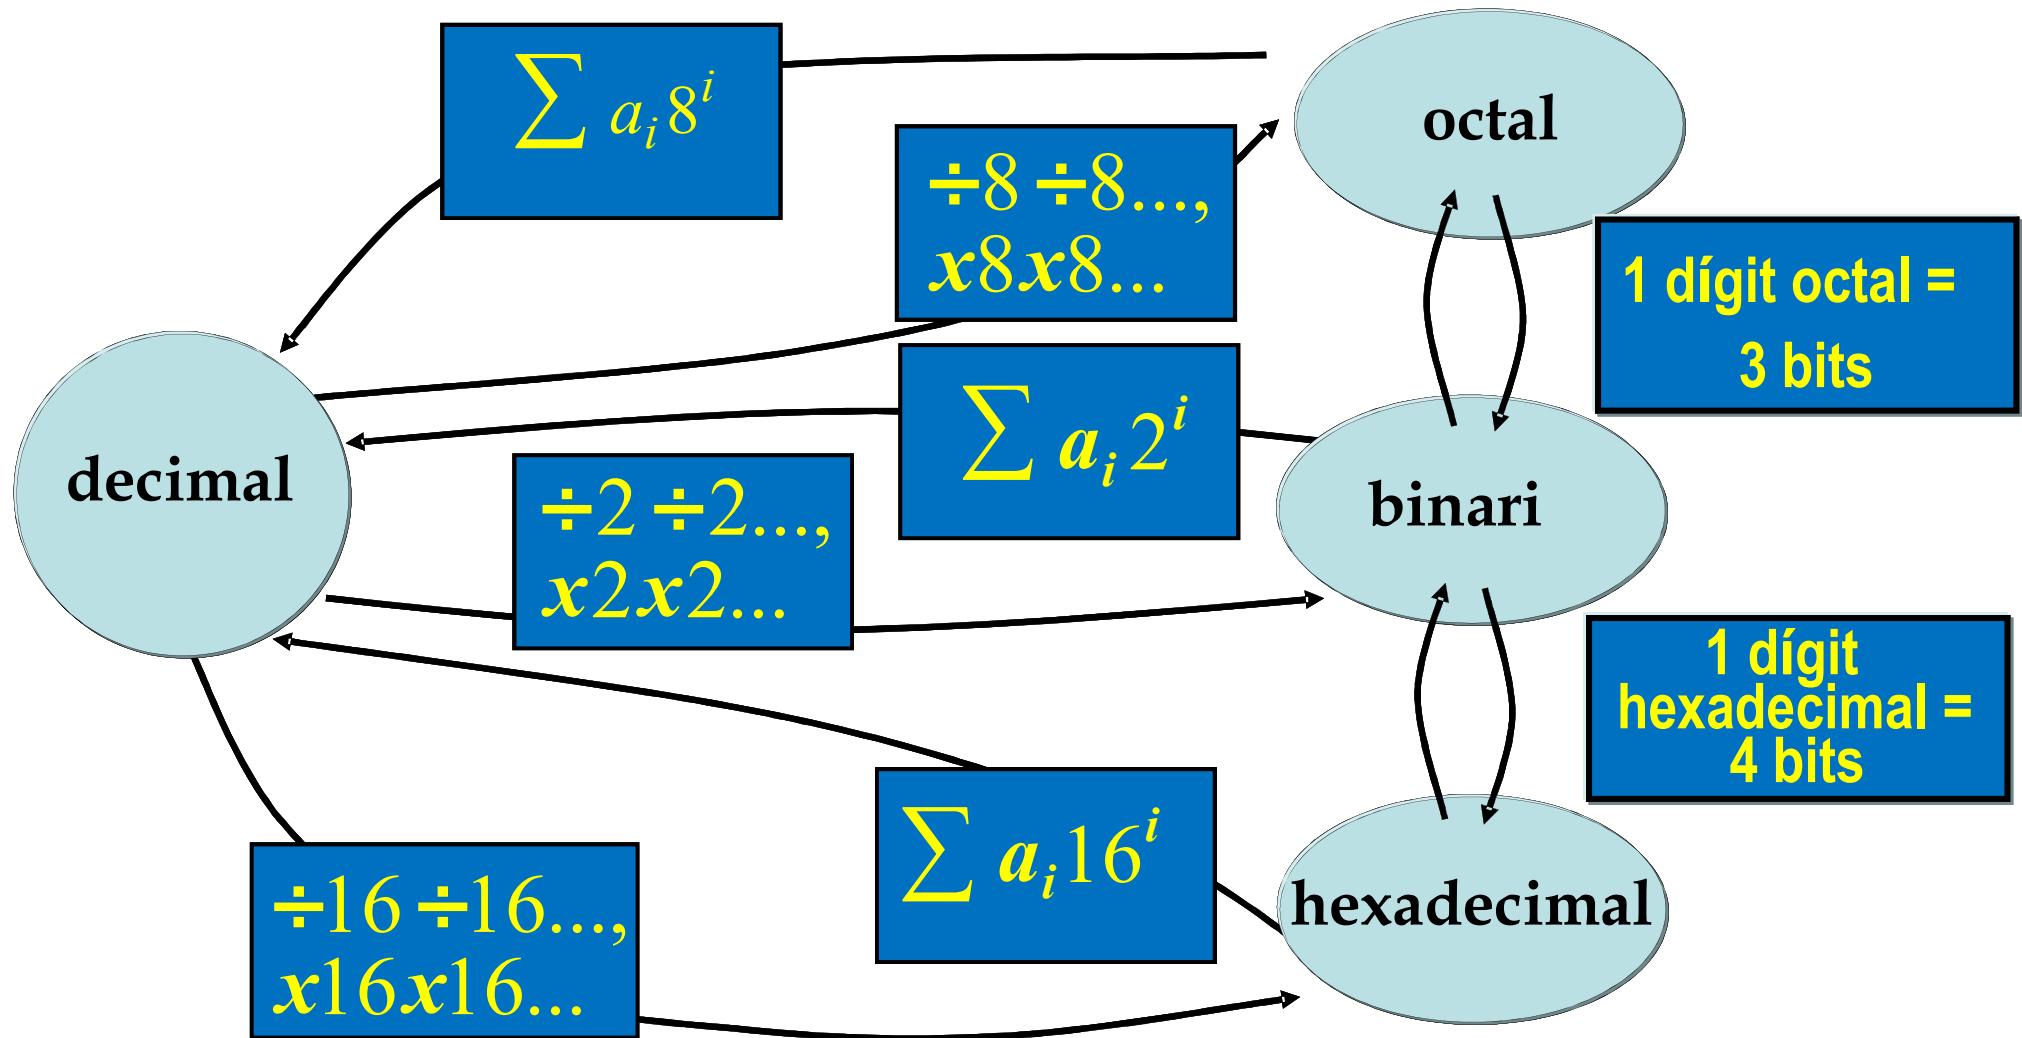 ∑ aᵢ8ⁱ
octal
÷8 ÷8...,
x8x8...
1 dígit octal =
3 bits
∑ aᵢ2ⁱ
decimal
÷2 ÷2...,
x2x2...
binari
1 dígit
hexadecimal =
4 bits
∑ aᵢ16ⁱ
hexadecimal
÷16 ÷16...,
x16x16...